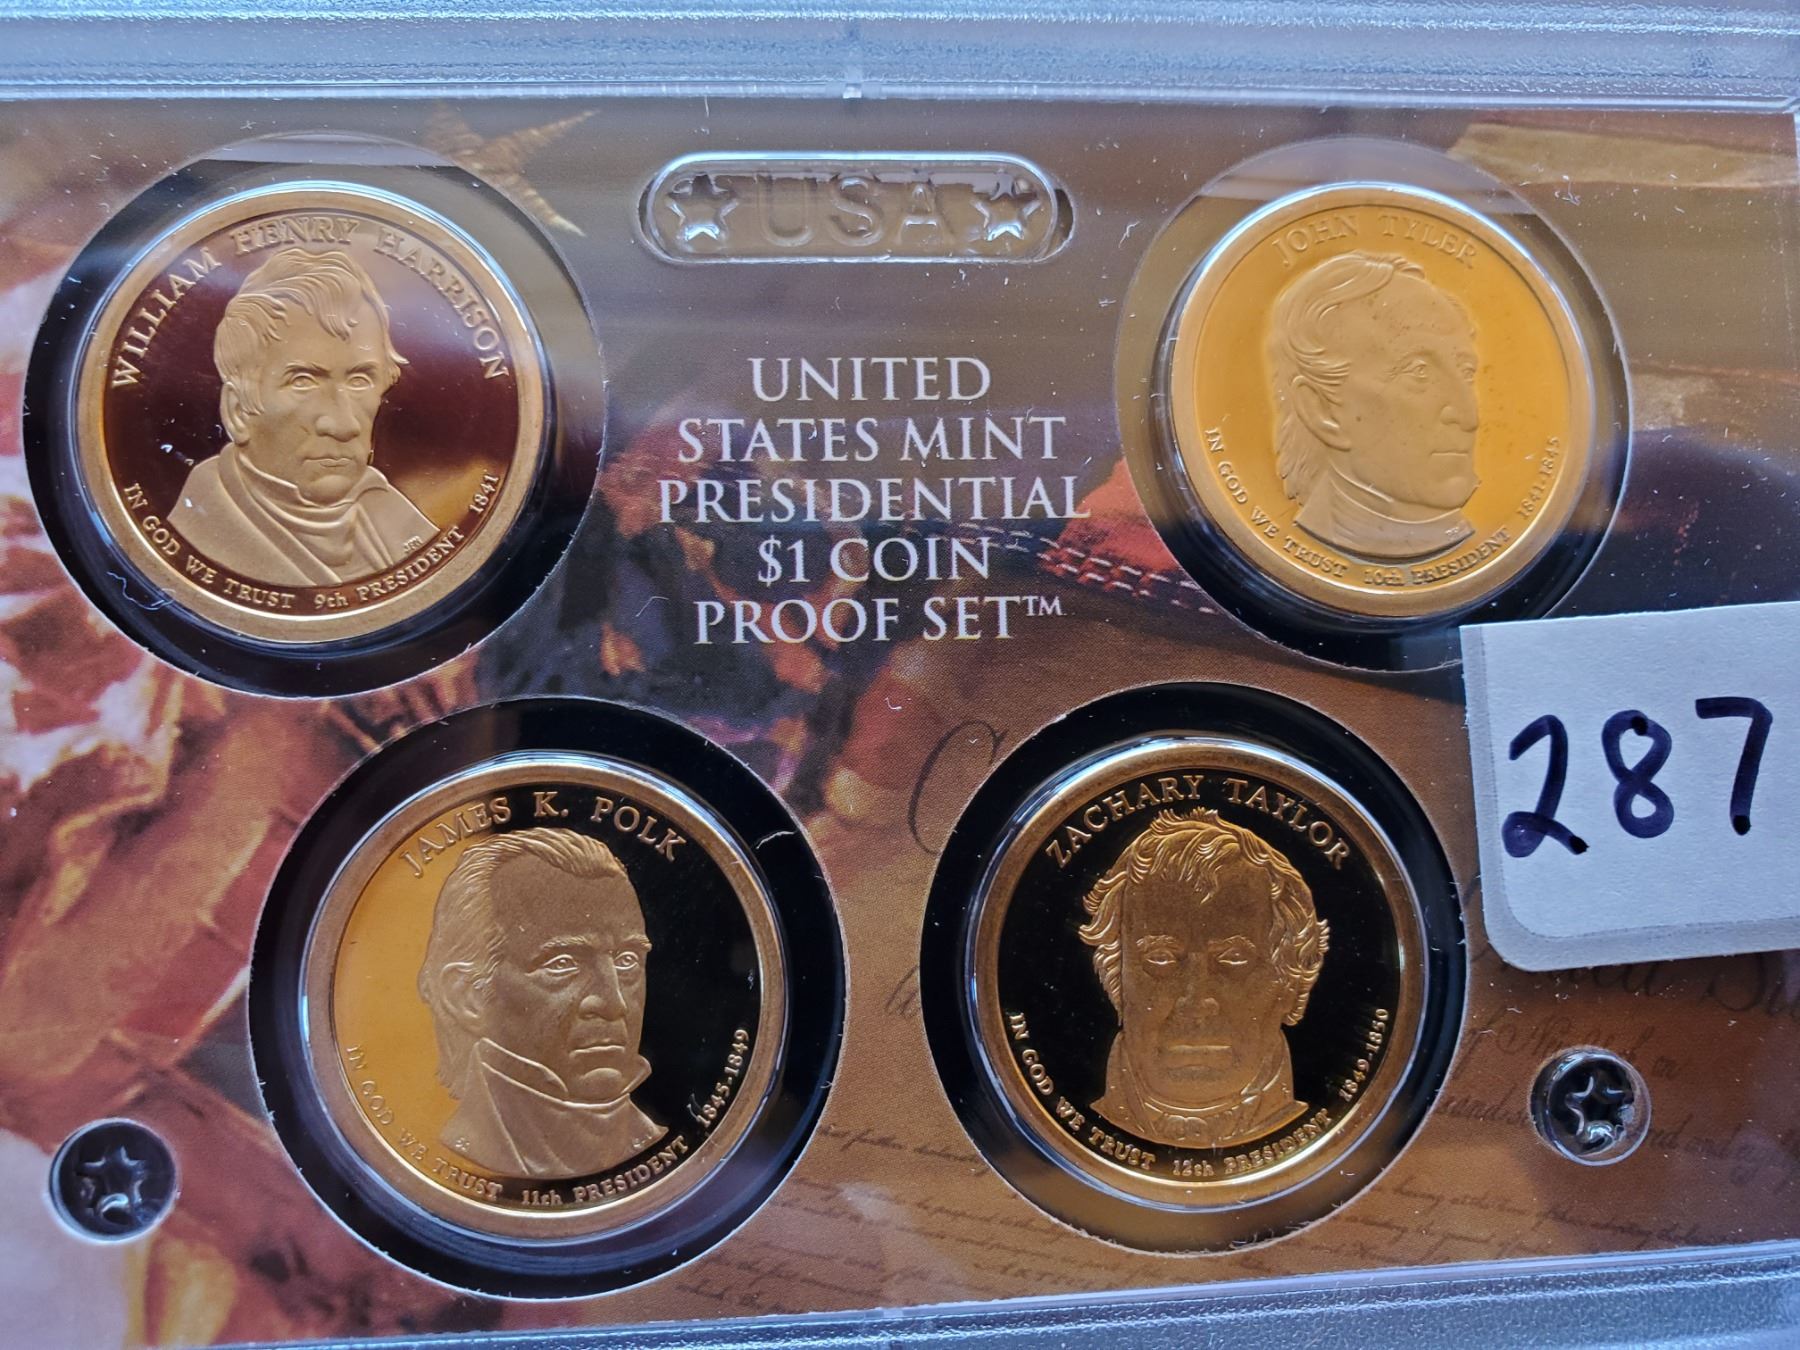 WILLIAM HENRY HARRISON
IN GOD WE TRUST 9th PRESIDENT 1841
JFM
USA
JOHN TYLER
IN GOD WE TRUST 10th PRESIDENT 1841-1845
UNITED
STATES MINT
PRESIDENTIAL
$1 COIN
PROOF SET™
287
JAMES K. POLK
IN GOD WE TRUST 11th PRESIDENT 1845-1849
ZACHARY TAYLOR
IN GOD WE TRUST 12th PRESIDENT 1849-1850